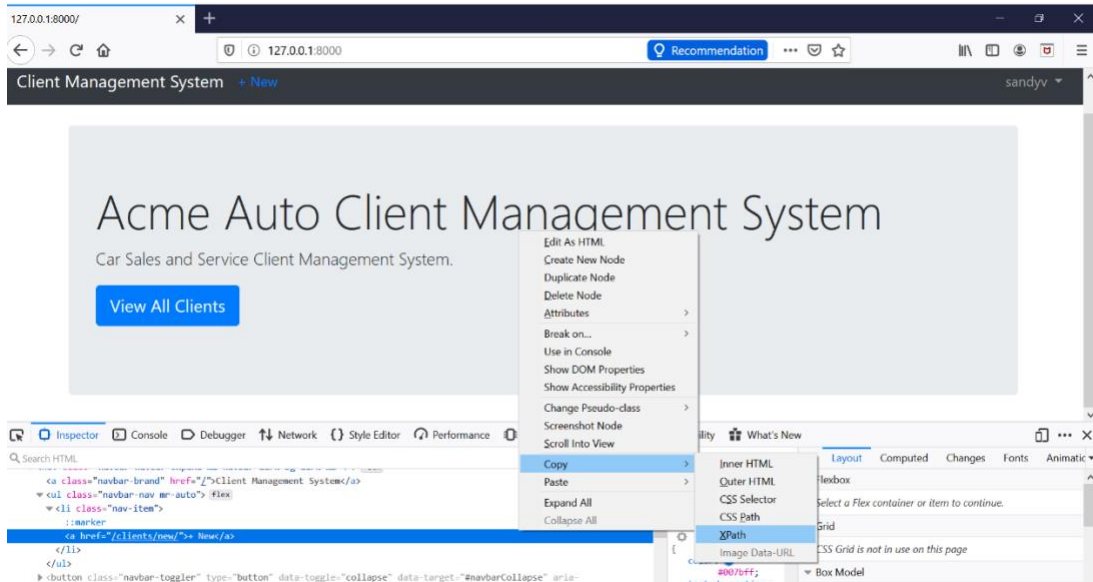 127.0.0.1:8000/
127.0.0.1:8000
Recommendation
Client Management System + New
sandyv
Acme Auto Client Management System
Car Sales and Service Client Management System.
View All Clients
Edit As HTML
Create New Node
Duplicate Node
Delete Node
Attributes
Break on...
Use in Console
Show DOM Properties
Show Accessibility Properties
Change Pseudo-class
Screenshot Node
Scroll Into View
Copy
Paste
Expand All
Collapse All
Inner HTML
Outer HTML
CSS Selector
CSS Path
XPath
Image Data-URL
Inspector Console Debugger Network Style Editor Performance
What's New
Search HTML
Layout Computed Changes Fonts
<a class="navbar-brand" href="/">Client Management System</a>
<ul class="navbar-nav mr-auto"> flex
<li class="nav-item">
::marker
<a href="/clients/new/">+ New</a>
</li>
</ul>
<button class="navbar-toggler" type="button" data-toggle="collapse" data-target="#navbarCollapse" aria-
#007bff;
Select a Flex container or item to continue.
Grid
CSS Grid is not in use on this page
Box Model